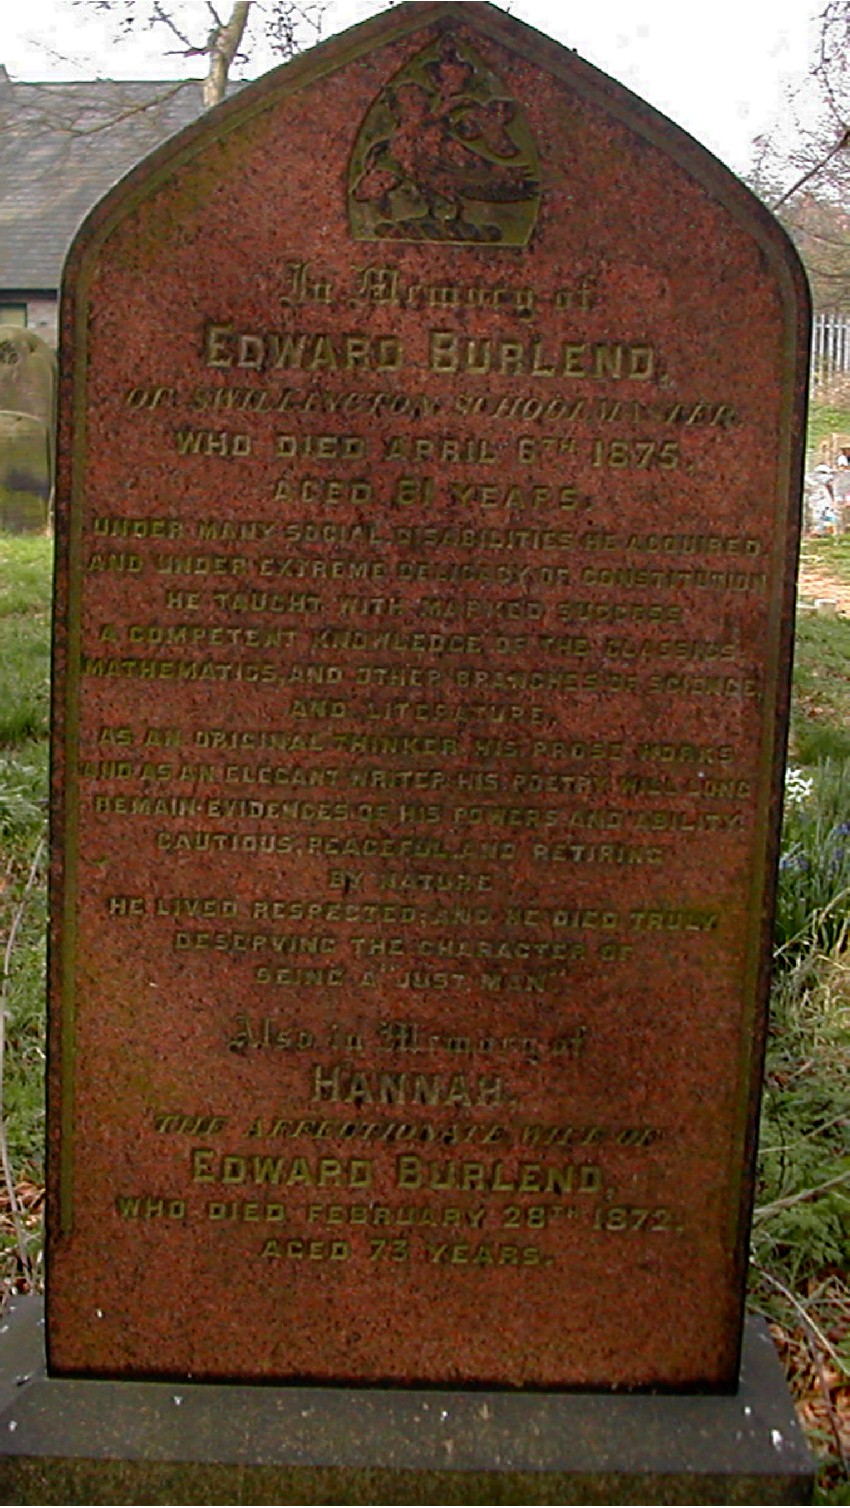 In Memory of
EDWARD BURLEND,
OF SWILLINGTON SCHOOLMASTER
WHO DIED APRIL 6TH 1875,
AGED 61 YEARS.
UNDER MANY SOCIAL DISABILITIES HE ACQUIRED,
AND UNDER EXTREME DELICACY OF CONSTITUTION
HE TAUGHT WITH MARKED SUCCESS
A COMPETENT KNOWLEDGE OF THE CLASSICS
MATHEMATICS, AND OTHER BRANCHES OF SCIENCE,
AND LITERATURE,
AS AN ORIGINAL THINKER HIS PROSE WORKS
AND AS AN ELEGANT WRITER HIS POETRY WILL LONG
REMAIN EVIDENCES OF HIS POWERS AND ABILITY.
CAUTIOUS, PEACEFUL, AND RETIRING
BY NATURE
HE LIVED RESPECTED; AND HE DIED TRULY
DESERVING THE CHARACTER OF
BEING A "JUST MAN"
Also in Memory of
HANNAH,
THE AFFECTIONATE WIFE OF
EDWARD BURLEND,
WHO DIED FEBRUARY 28TH 1872,
AGED 73 YEARS.